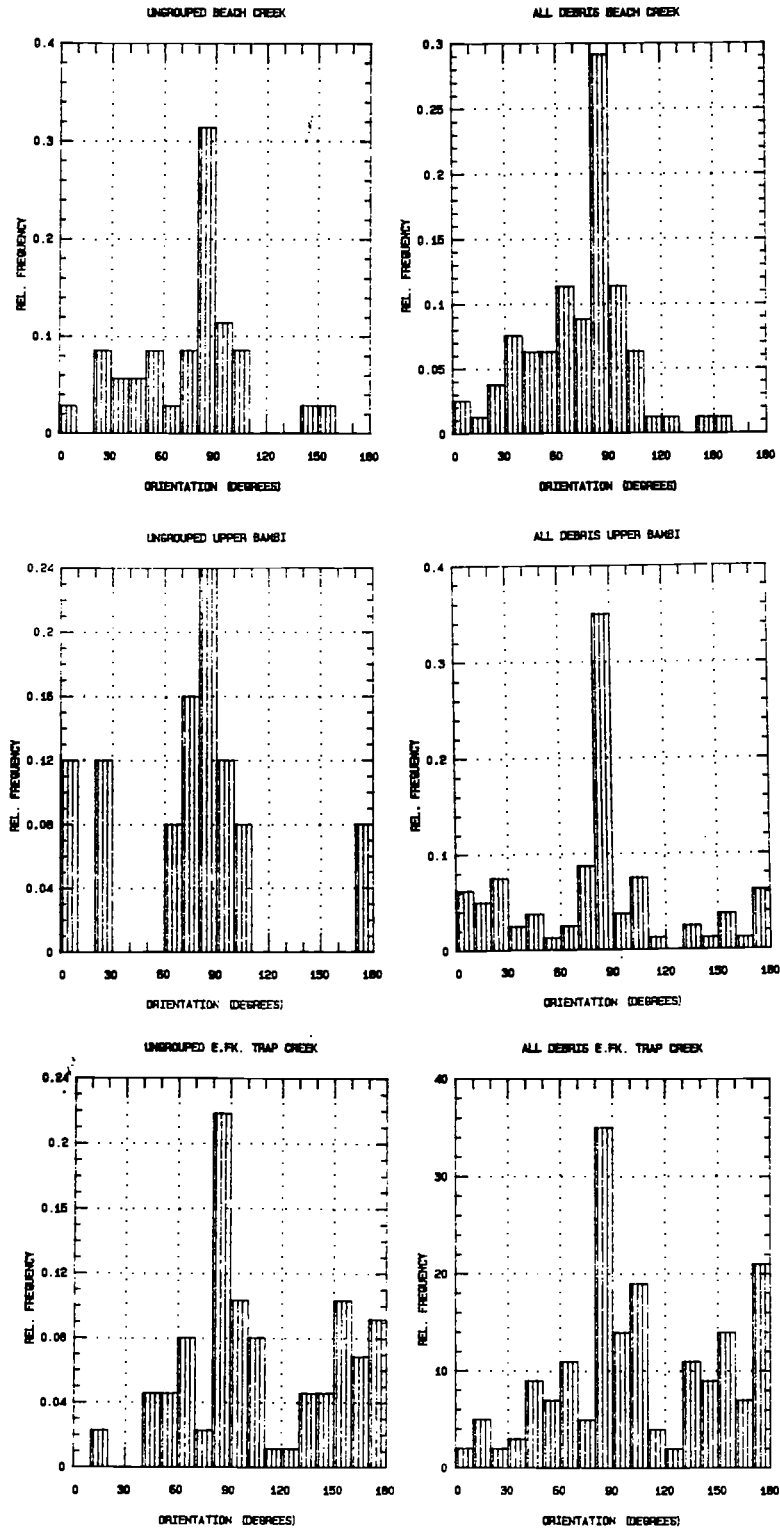 UNGROUPED BEACH CREEK
0.4
0.3
0.2
0.1
0
REL. FREQUENCY
0 30 60 90 120 150 180
ORIENTATION (DEGREES)
ALL DEBRIS BEACH CREEK
0.3
0.25
0.2
0.15
0.1
0.05
0
REL. FREQUENCY
0 30 60 90 120 150 180
ORIENTATION (DEGREES)
UNGROUPED UPPER BAMBI
0.24
0.2
0.16
0.12
0.08
0.04
0
REL. FREQUENCY
0 30 60 90 120 150 180
ORIENTATION (DEGREES)
ALL DEBRIS UPPER BAMBI
0.4
0.3
0.2
0.1
0
REL. FREQUENCY
0 30 60 90 120 150 180
ORIENTATION (DEGREES)
UNGROUPED E.FK. TRAP CREEK
0.24
0.2
0.16
0.12
0.08
0.04
0
REL. FREQUENCY
0 30 60 90 120 150 180
ORIENTATION (DEGREES)
ALL DEBRIS E.FK. TRAP CREEK
40
30
20
10
0
REL. FREQUENCY
0 30 60 90 120 150 180
ORIENTATION (DEGREES)